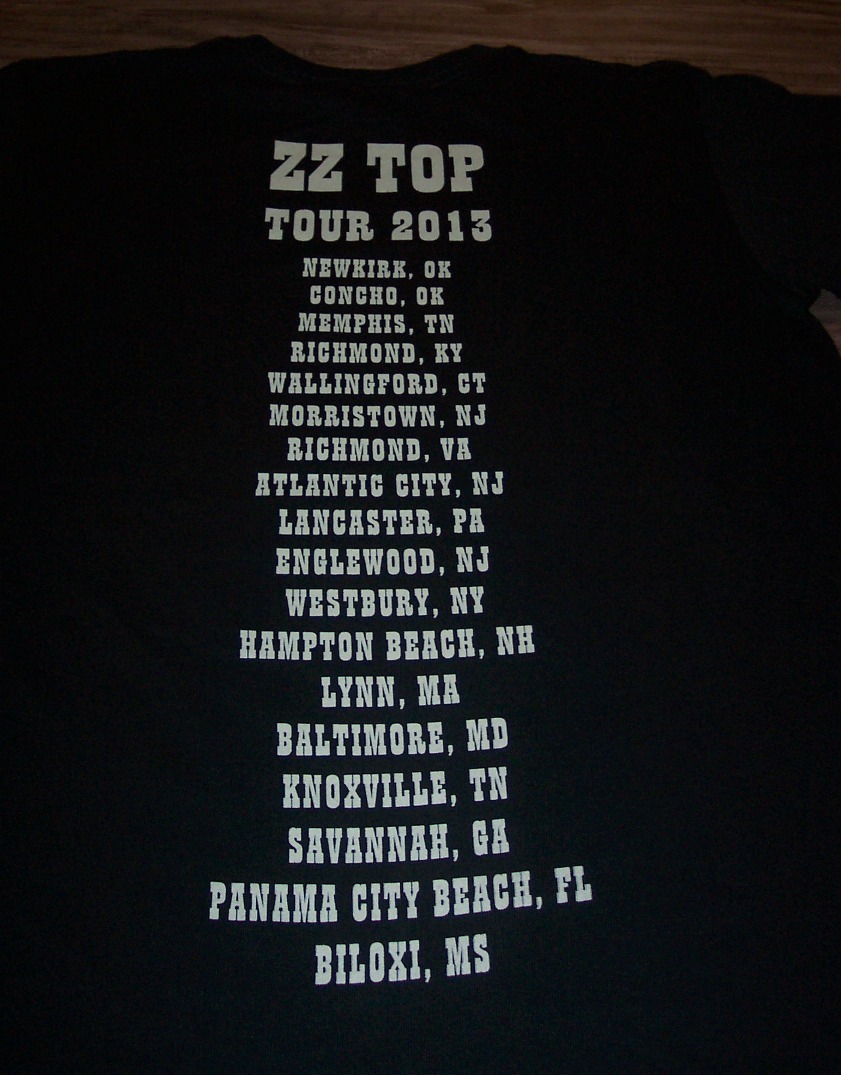 ZZ TOP
TOUR 2013
NEWKIRK, OK
CONCHO, OK
MEMPHIS, TN
RICHMOND, KY
WALLINGFORD, CT
MORRISTOWN, NJ
RICHMOND, VA
ATLANTIC CITY, NJ
LANCASTER, PA
ENGLEWOOD, NJ
WESTBURY, NY
HAMPTON BEACH, NH
LYNN, MA
BALTIMORE, MD
KNOXVILLE, TN
SAVANNAH, GA
PANAMA CITY BEACH, FL
BILOXI, MS